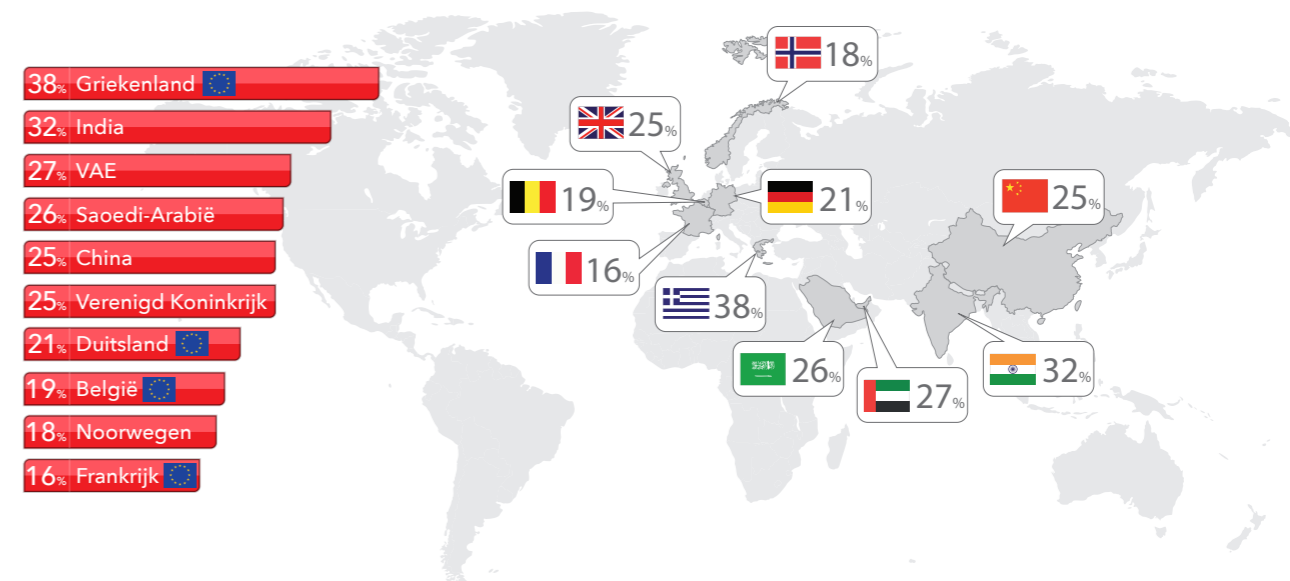 38% Griekenland
32% India
27% VAE
26% Saoedi-Arabië
25% China
25% Verenigd Koninkrijk
21% Duitsland
19% België
18% Noorwegen
16% Frankrijk
18%
25%
19%
21%
25%
16%
38%
26%
27%
32%